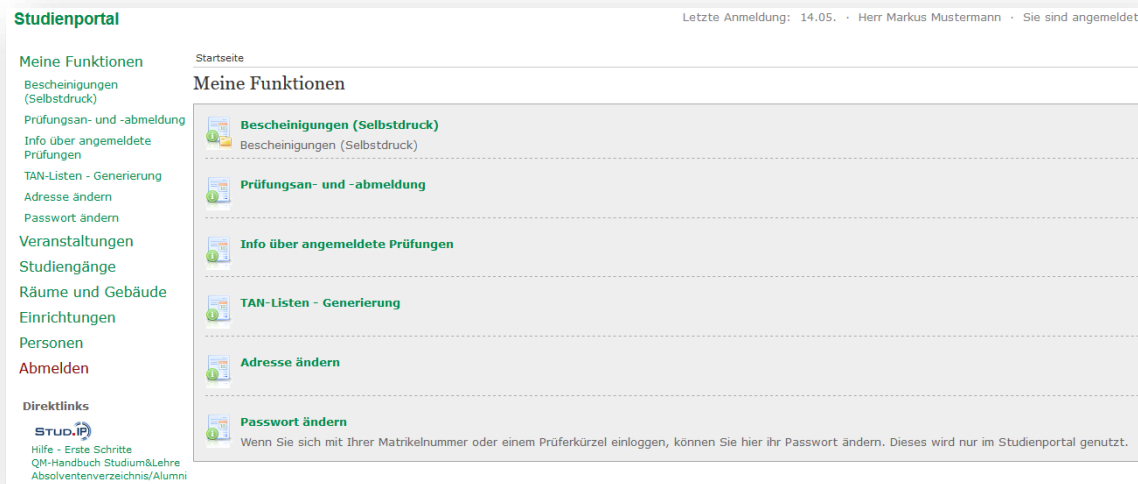 Studienportal
Letzte Anmeldung: 14.05. · Herr Markus Mustermann · Sie sind angemeldet
Meine Funktionen
Bescheinigungen
(Selbstdruck)
Prüfungsan- und -abmeldung
Info über angemeldete
Prüfungen
TAN-Listen - Generierung
Adresse ändern
Passwort ändern
Veranstaltungen
Studiengänge
Räume und Gebäude
Einrichtungen
Personen
Abmelden
Direktlinks
STUD.IP
Hilfe - Erste Schritte
QM-Handbuch Studium&Lehre
Absolventenverzeichnis/Alumni
Startseite
Meine Funktionen
Bescheinigungen (Selbstdruck)
Bescheinigungen (Selbstdruck)
Prüfungsan- und -abmeldung
Info über angemeldete Prüfungen
TAN-Listen - Generierung
Adresse ändern
Passwort ändern
Wenn Sie sich mit Ihrer Matrikelnummer oder einem Prüferkürzel einloggen, können Sie hier ihr Passwort ändern. Dieses wird nur im Studienportal genutzt.